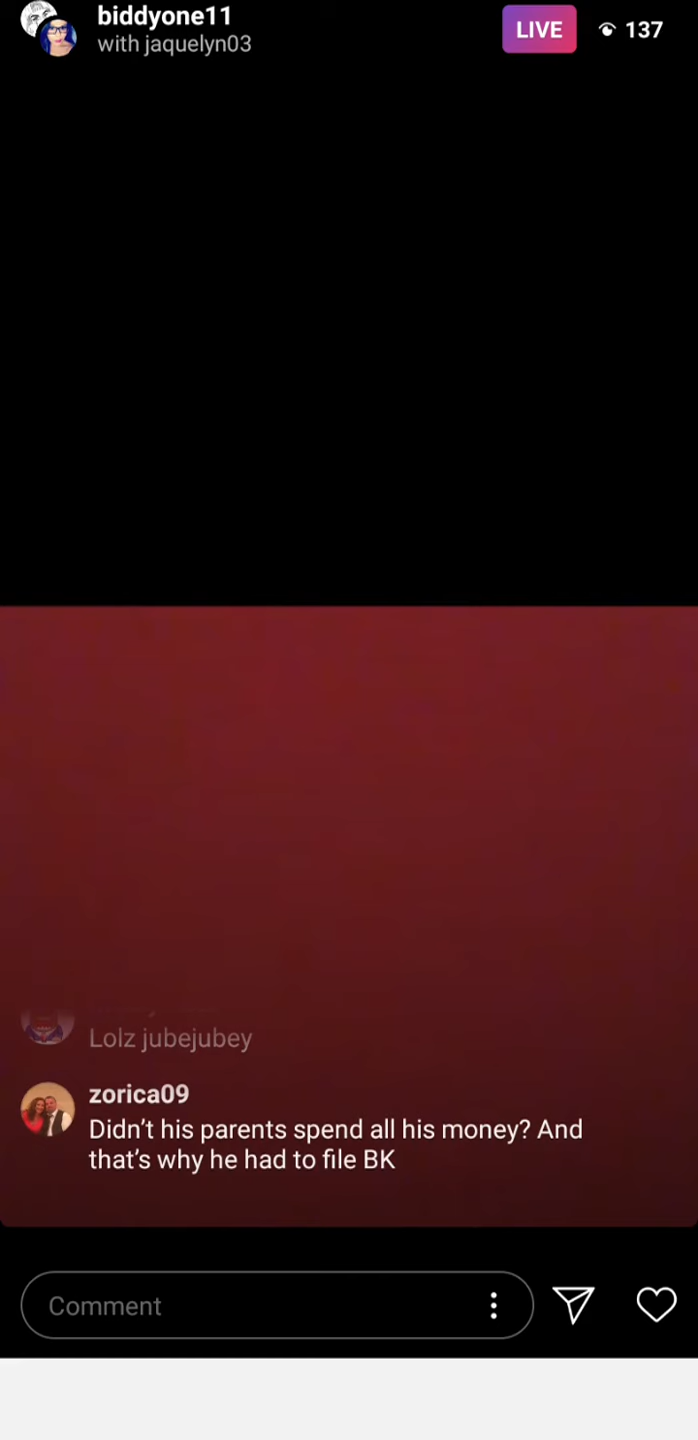 biddyone11
with jaquelyn03
LIVE
137
Lolz jubejubey
zorica09
Didn't his parents spend all his money? And
that's why he had to file BK
Comment